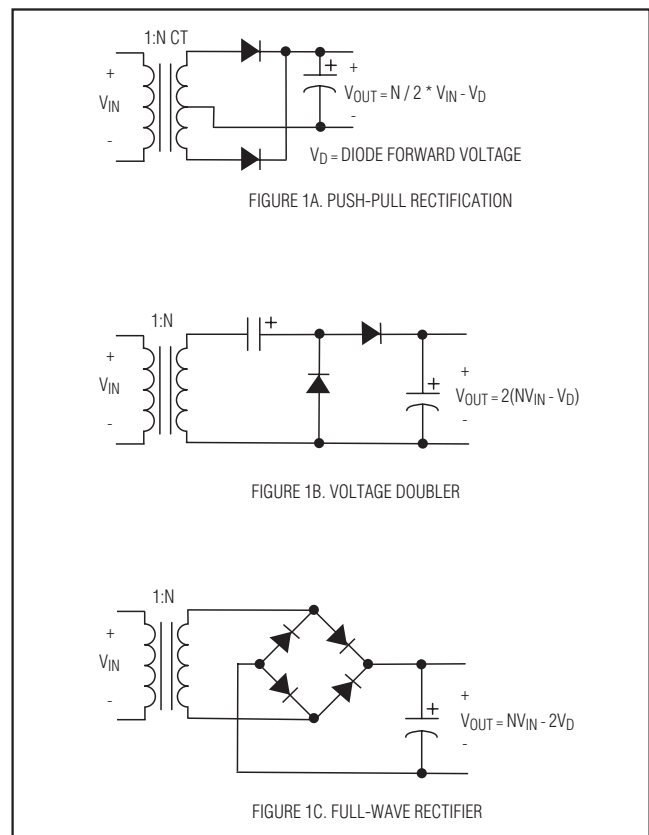 1:N CT
+
VIN
-
+
+
VOUT = N / 2 * VIN - VD
-
VD = DIODE FORWARD VOLTAGE
FIGURE 1A. PUSH-PULL RECTIFICATION
1:N
+
VIN
-
+
+
+
VOUT = 2(NVIN - VD)
-
FIGURE 1B. VOLTAGE DOUBLER
1:N
+
VIN
-
+
+
VOUT = NVIN - 2VD
-
FIGURE 1C. FULL-WAVE RECTIFIER